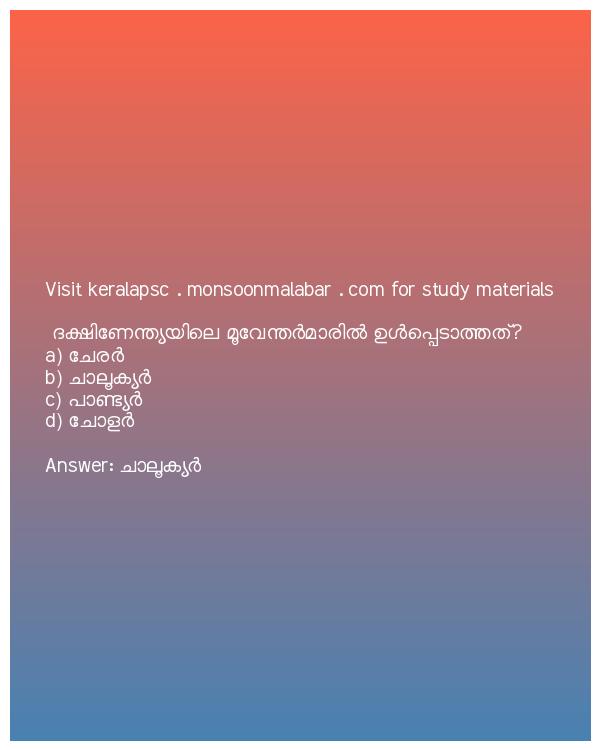 Visit keralapsc . monsoonmalabar . com for study materials
ദക്ഷിണേന്ത്യയിലെ മൂവേന്തർമാരിൽ ഉൾപ്പെടാത്തത്?
a) ചേരർ
b) ചാലൂക്യർ
c) പാണ്ട്യർ
d) ചോളർ
Answer: ചാലൂക്യർ